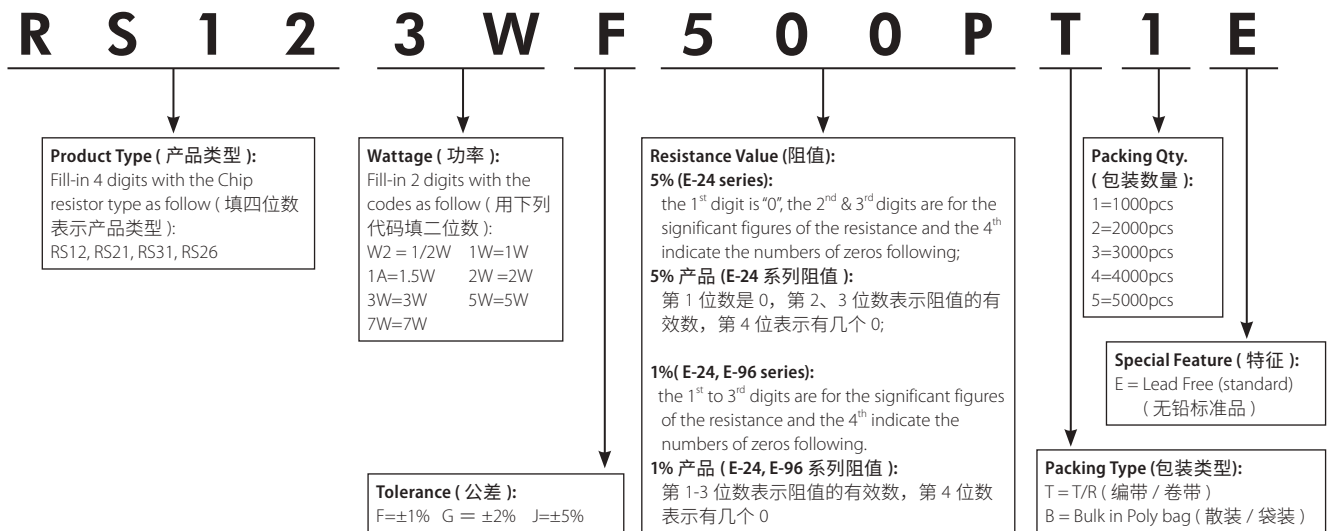 R S 1 2 3 W F 5 0 0 P T 1 E
Product Type ( 产品类型 ):
Fill-in 4 digits with the Chip
resistor type as follow ( 填四位数
表示产品类型 ):
RS12, RS21, RS31, RS26
Wattage ( 功率 ):
Fill-in 2 digits with the
codes as follow ( 用下列
代码填二位数 ):
W2 = 1/2W 1W=1W
1A=1.5W 2W =2W
3W=3W 5W=5W
7W=7W
Tolerance ( 公差 ):
F=±1% G = ±2% J=±5%
Resistance Value (阻值):
5% (E-24 series):
the 1st digit is "0", the 2nd & 3rd digits are for the
significant figures of the resistance and the 4th
indicate the numbers of zeros following;
5% 产品 (E-24 系列阻值 ):
第 1 位数是 0，第 2、3 位数表示阻值的有
效数，第 4 位表示有几个 0;
1%( E-24, E-96 series):
the 1st to 3rd digits are for the significant figures
of the resistance and the 4th indicate the
numbers of zeros following.
1% 产品 ( E-24, E-96 系列阻值 ):
第 1-3 位数表示阻值的有效数，第 4 位数
表示有几个 0
Packing Qty.
( 包装数量 ):
1=1000pcs
2=2000pcs
3=3000pcs
4=4000pcs
5=5000pcs
Special Feature ( 特征 ):
E = Lead Free (standard)
( 无铅标准品 )
Packing Type (包装类型):
T = T/R ( 编带 / 卷带 )
B = Bulk in Poly bag ( 散装 / 袋装 )